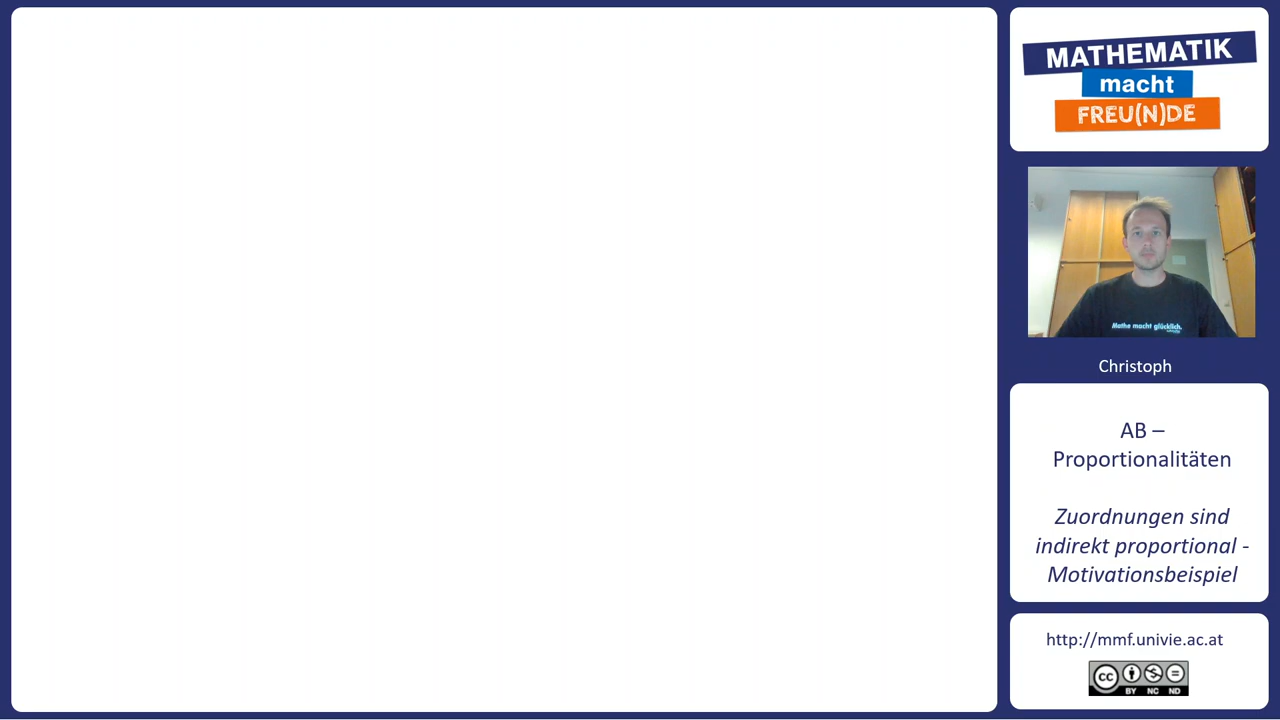 MATHEMATIK
macht
FREU(N)DE
Mathe macht glücklich.
Christoph
AB –
Proportionalitäten
Zuordnungen sind
indirekt proportional -
Motivationsbeispiel
http://mmf.univie.ac.at
cc
BY NC ND